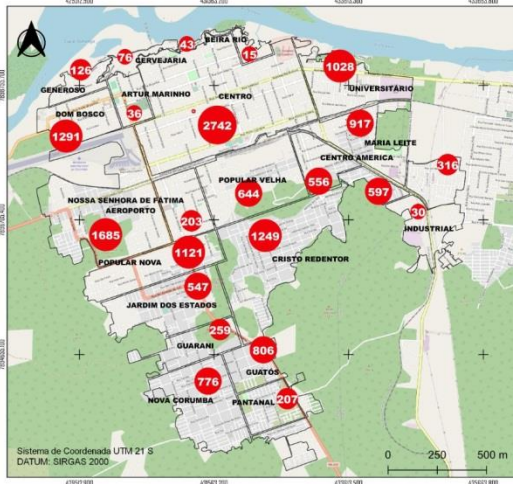 BEIRA RIO
43
15
76
CERVEJARIA
126
1028
GENEROSO
ARTUR MARINHO
CENTRO
UNIVERSITÁRIO
DOM BOSCO
36
2742
917
1291
MARIA LEITE
CENTRO AMERICA
316
POPULAR VELHA
556
644
597
NOSSA SENHORA DE FÁTIMA
AEROPORTO
203
30
INDUSTRIAL
1685
1249
1121
POPULAR NOVA
CRISTO REDENTOR
547
JARDIM DOS ESTADOS
259
GUARANI
806
GUATÓS
776
NOVA CORUMBA
PANTANAL
207
Sistema de Coordenada UTM 21 S
DATUM: SIRGAS 2000
0 250 500 m